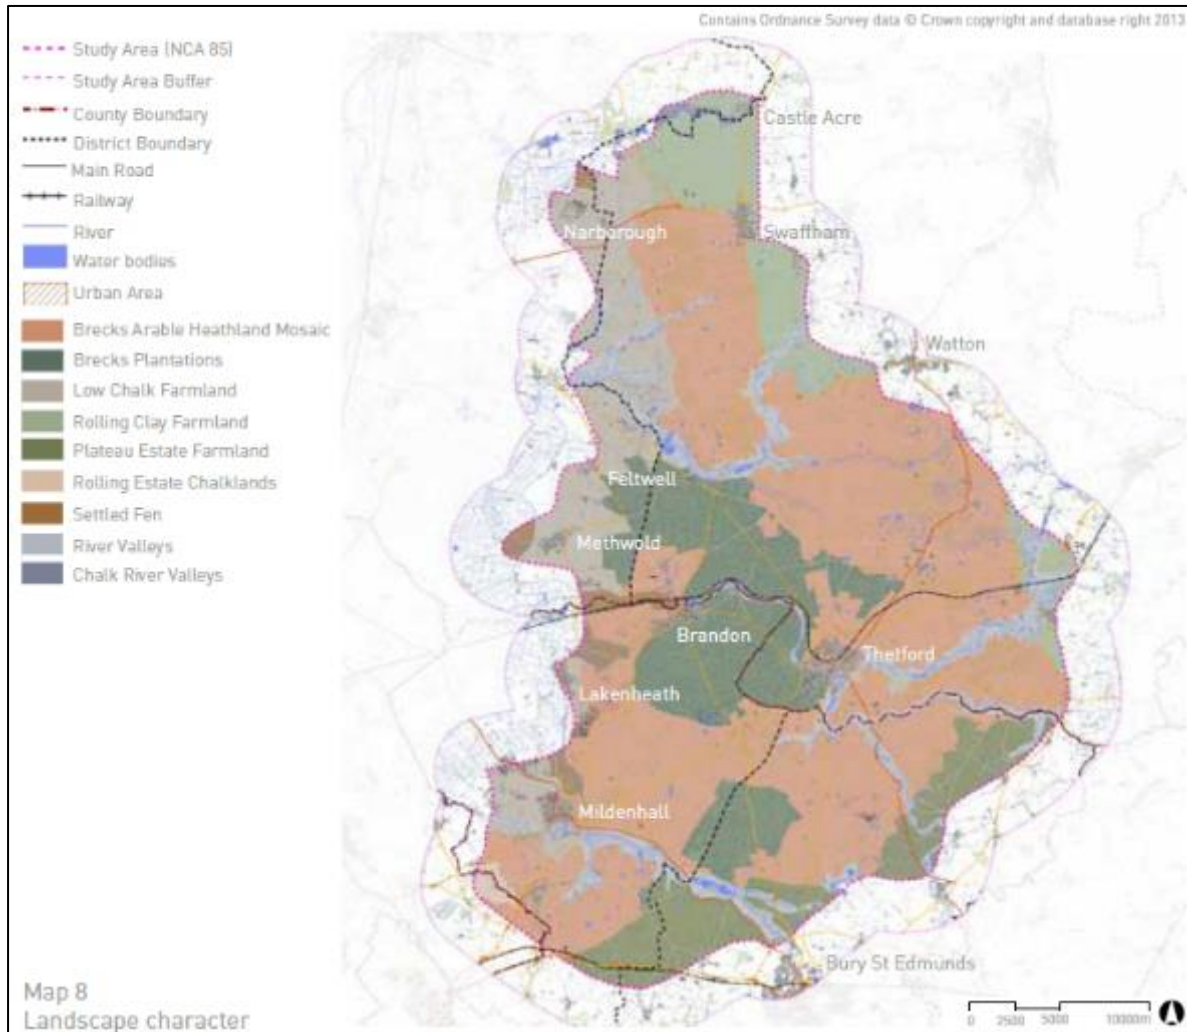 Contains Ordnance Survey data © Crown copyright and database right 2013
Study Area (NCA 85)
Study Area Buffer
County Boundary
District Boundary
Main Road
Railway
River
Water bodies
Urban Area
Brecks Arable Heathland Mosaic
Brecks Plantations
Low Chalk Farmland
Rolling Clay Farmland
Plateau Estate Farmland
Rolling Estate Chalklands
Settled Fen
River Valleys
Chalk River Valleys
Castle Acre
Narborough
Swaffham
Watton
Feltwell
Methwold
Brandon
Thetford
Lakenheath
Mildenhall
Bury St Edmunds
Map 8
Landscape character
0 2500 5000 10000m